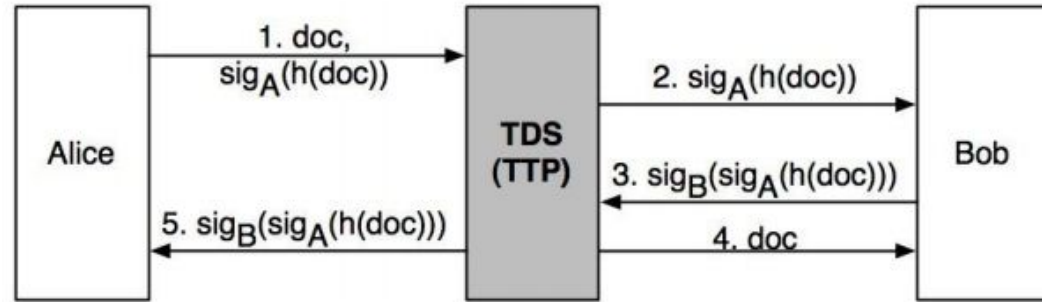 1. doc,
sigA(h(doc))
2. sigA(h(doc))
Alice
TDS
(TTP)
Bob
3. sigB(sigA(h(doc)))
5. sigB(sigA(h(doc)))
4. doc